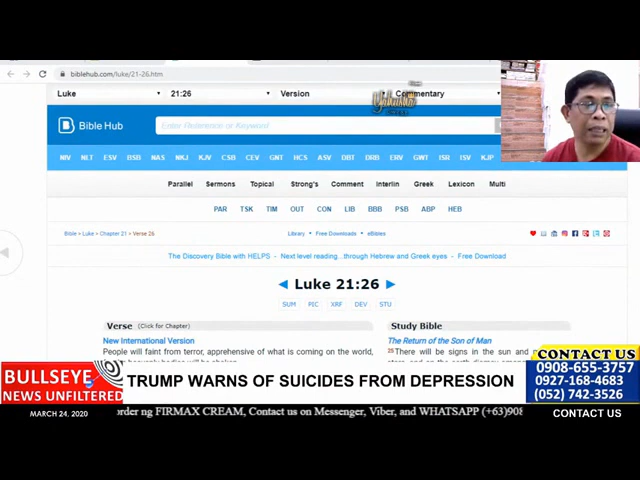 biblehub.com/luke/21-26.htm
Luke 21:26 Version Commentary
Yahusha
Bible Hub Enter Reference or Keyword
NIV NLT ESV BSB NAS NKJ KJV CSB CEV GNT HCS ASV DBT DRB ERV GWT ISR ISV KJP
Parallel Sermons Topical Strong's Comment Interlin Greek Lexicon Multi
PAR TSK TIM OUT CON LIB BBB PSB ABP HEB
Bible > Luke > Chapter 21 > Verse 26
Library • Free Downloads • eBibles
The Discovery Bible with HELPS - Next level reading...through Hebrew and Greek eyes - Free Download
◄ Luke 21:26 ►
SUM PIC XRF DEV STU
Verse (Click for Chapter)
New International Version
People will faint from terror, apprehensive of what is coming on the world,
Study Bible
The Return of the Son of Man
25 There will be signs in the sun and
BULLSEYE
NEWS UNFILTERED
TRUMP WARNS OF SUICIDES FROM DEPRESSION
CONTACT US
0908-655-3757
0927-168-4683
(052) 742-3526
MARCH 24, 2020
order ng FIRMAX CREAM, Contact us on Messenger, Viber, and WHATSAPP (+63)908
CONTACT US